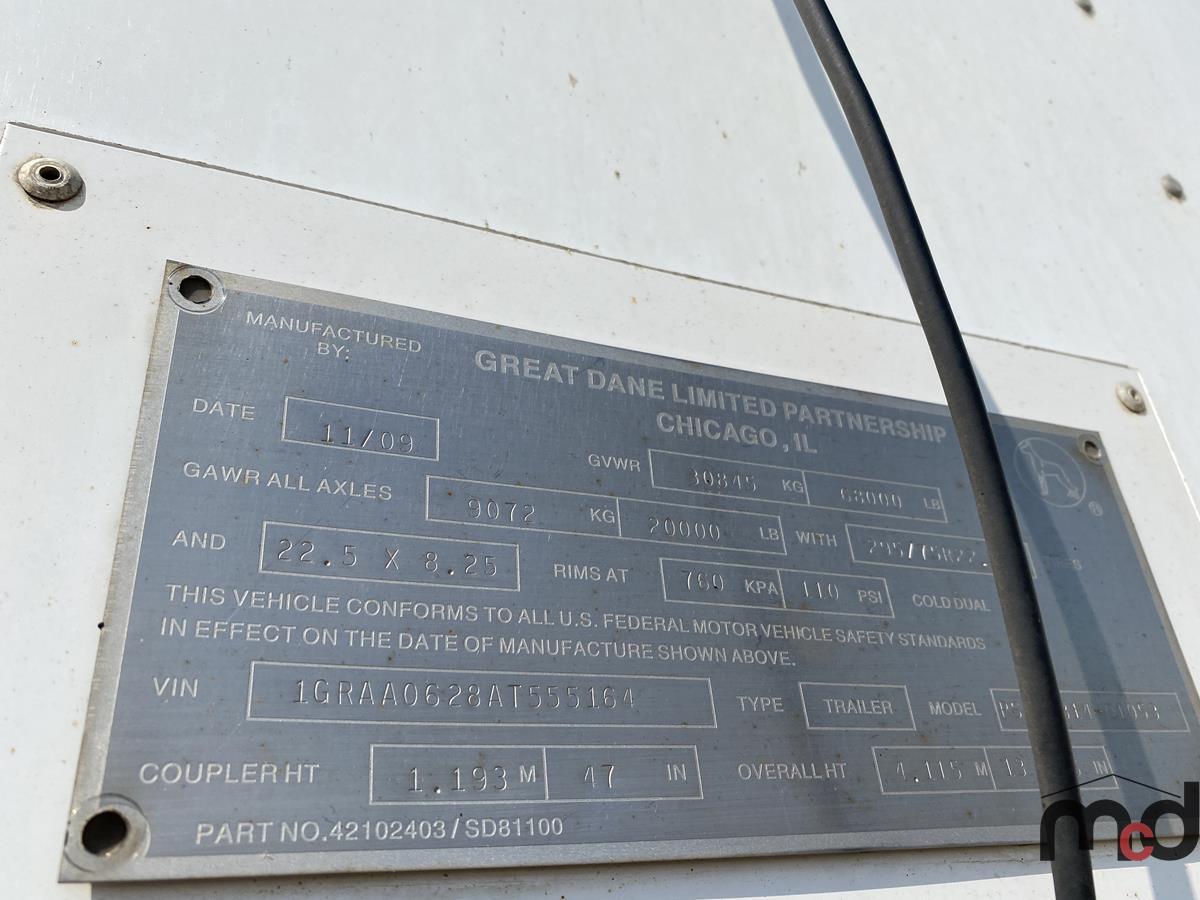 MANUFACTURED BY: GREAT DANE LIMITED PARTNERSHIP
CHICAGO, IL
DATE 11/09
GVWR 30845 KG 68000 LB
GAWR ALL AXLES 9072 KG 20000 LB WITH 295/75R22.
®
AND 22.5 X 8.25 RIMS AT 760 KPA 110 PSI COLD DUAL
THIS VEHICLE CONFORMS TO ALL U.S. FEDERAL MOTOR VEHICLE SAFETY STANDARDS
IN EFFECT ON THE DATE OF MANUFACTURE SHOWN ABOVE.
VIN 1GRAA0628AT555164 TYPE TRAILER MODEL
COUPLER HT 1.193 M 47 IN OVERALL HT 4.115 M 13 IN
PART NO. 42102403/SD81100
mcd